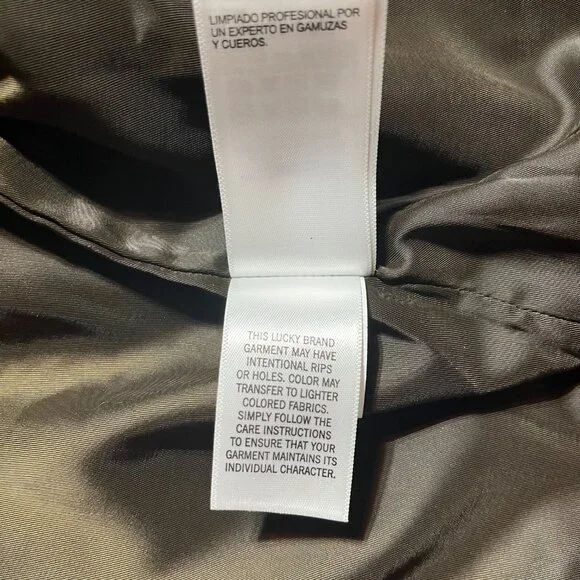 LIMPIADO PROFESIONAL POR
UN EXPERTO EN GAMUZAS
Y CUEROS.
THIS LUCKY BRAND
GARMENT MAY HAVE
INTENTIONAL RIPS
OR HOLES. COLOR MAY
TRANSFER TO LIGHTER
COLORED FABRICS.
SIMPLY FOLLOW THE
CARE INSTRUCTIONS
TO ENSURE THAT YOUR
GARMENT MAINTAINS ITS
INDIVIDUAL CHARACTER.